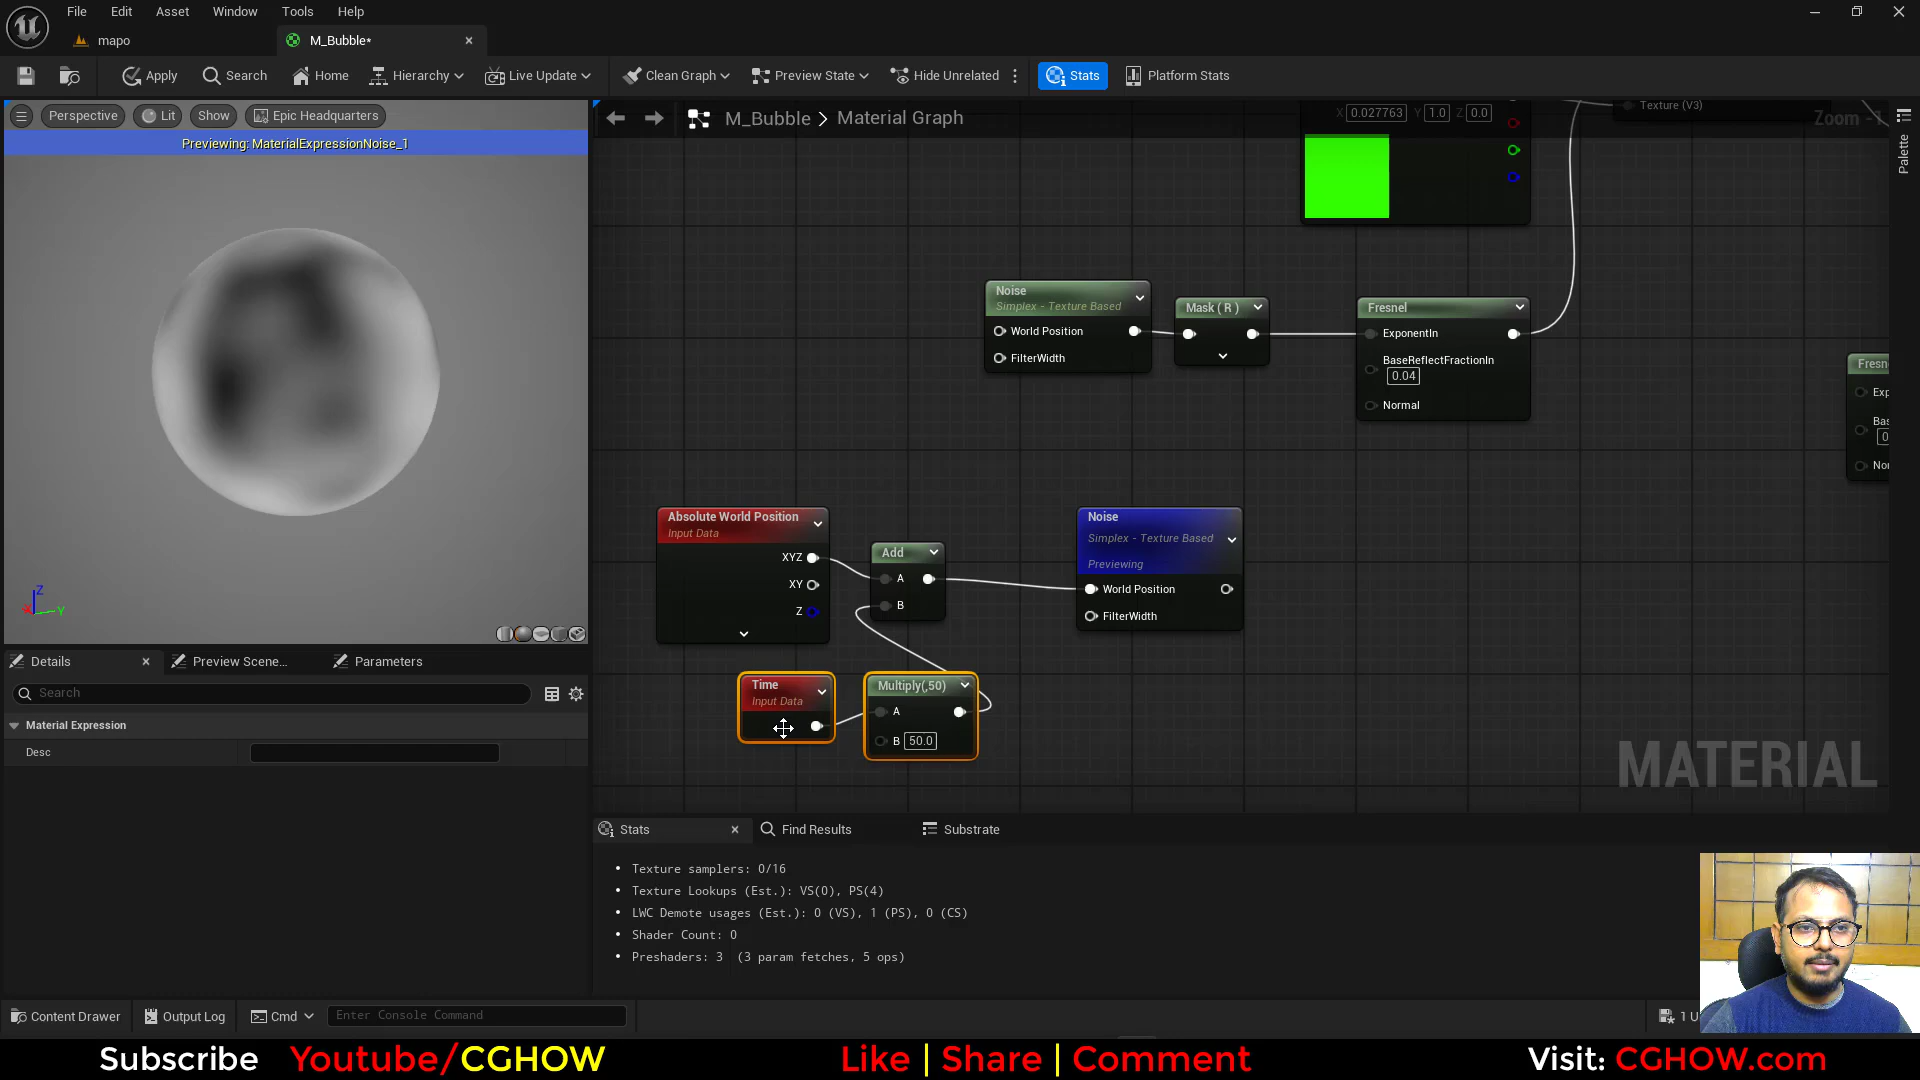 File Edit Asset Window Tools Help
mapo
M_Bubble*
Apply Search Home Hierarchy Live Update Clean Graph Preview State Hide Unrelated Stats Platform Stats
Perspective Lit Show Epic Headquarters
Previewing: MaterialExpressionNoise_1
M_Bubble > Material Graph
Zoom -1
Palette
X 0.027763 Y 1.0 Z 0.0
Texture (V3)
Noise
Simplex - Texture Based
World Position
FilterWidth
Mask ( R )
Fresnel
ExponentIn
BaseReflectFractionIn
0.04
Normal
Absolute World Position
Input Data
XYZ
XY
Z
Add
A
B
Noise
Simplex - Texture Based
Previewing
World Position
FilterWidth
Time
Input Data
Multiply(,50)
A
B 50.0
MATERIAL
Z
X
Y
Details Preview Scene... Parameters
Search
Material Expression
Desc
Stats Find Results Substrate
Texture samplers: 0/16
Texture Lookups (Est.): VS(0), PS(4)
LWC Demote usages (Est.): 0 (VS), 1 (PS), 0 (CS)
Shader Count: 0
Preshaders: 3 (3 param fetches, 5 ops)
Content Drawer Output Log Cmd Enter Console Command
1 U
Subscribe Youtube/CGHOW Like | Share | Comment Visit: CGHOW.com